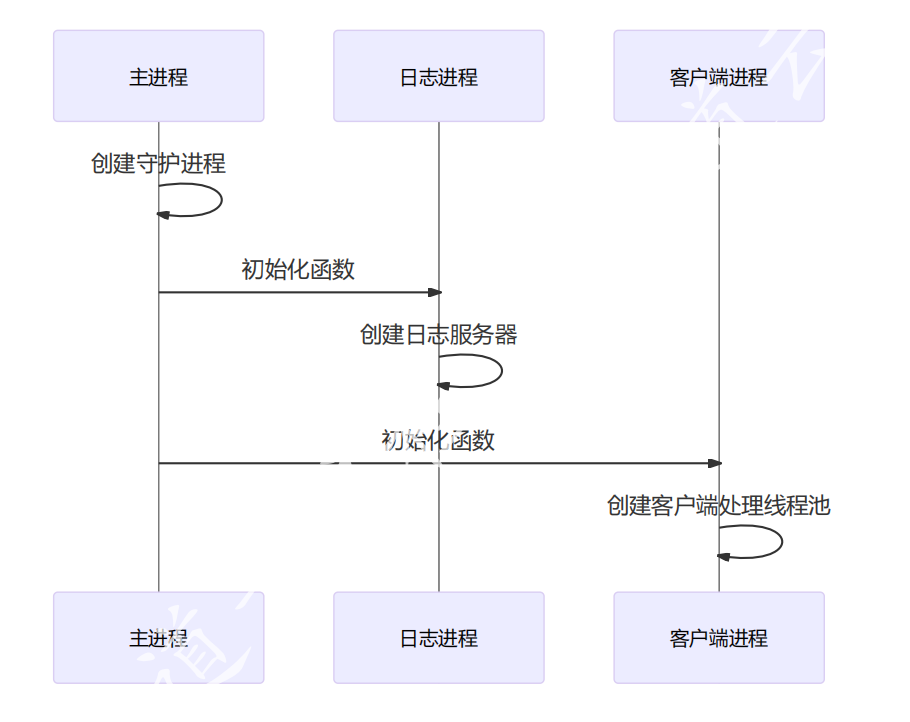 主进程
日志进程
客户端进程
创建守护进程
初始化函数
创建日志服务器
初始化函数
创建客户端处理线程池
主进程
日志进程
客户端进程